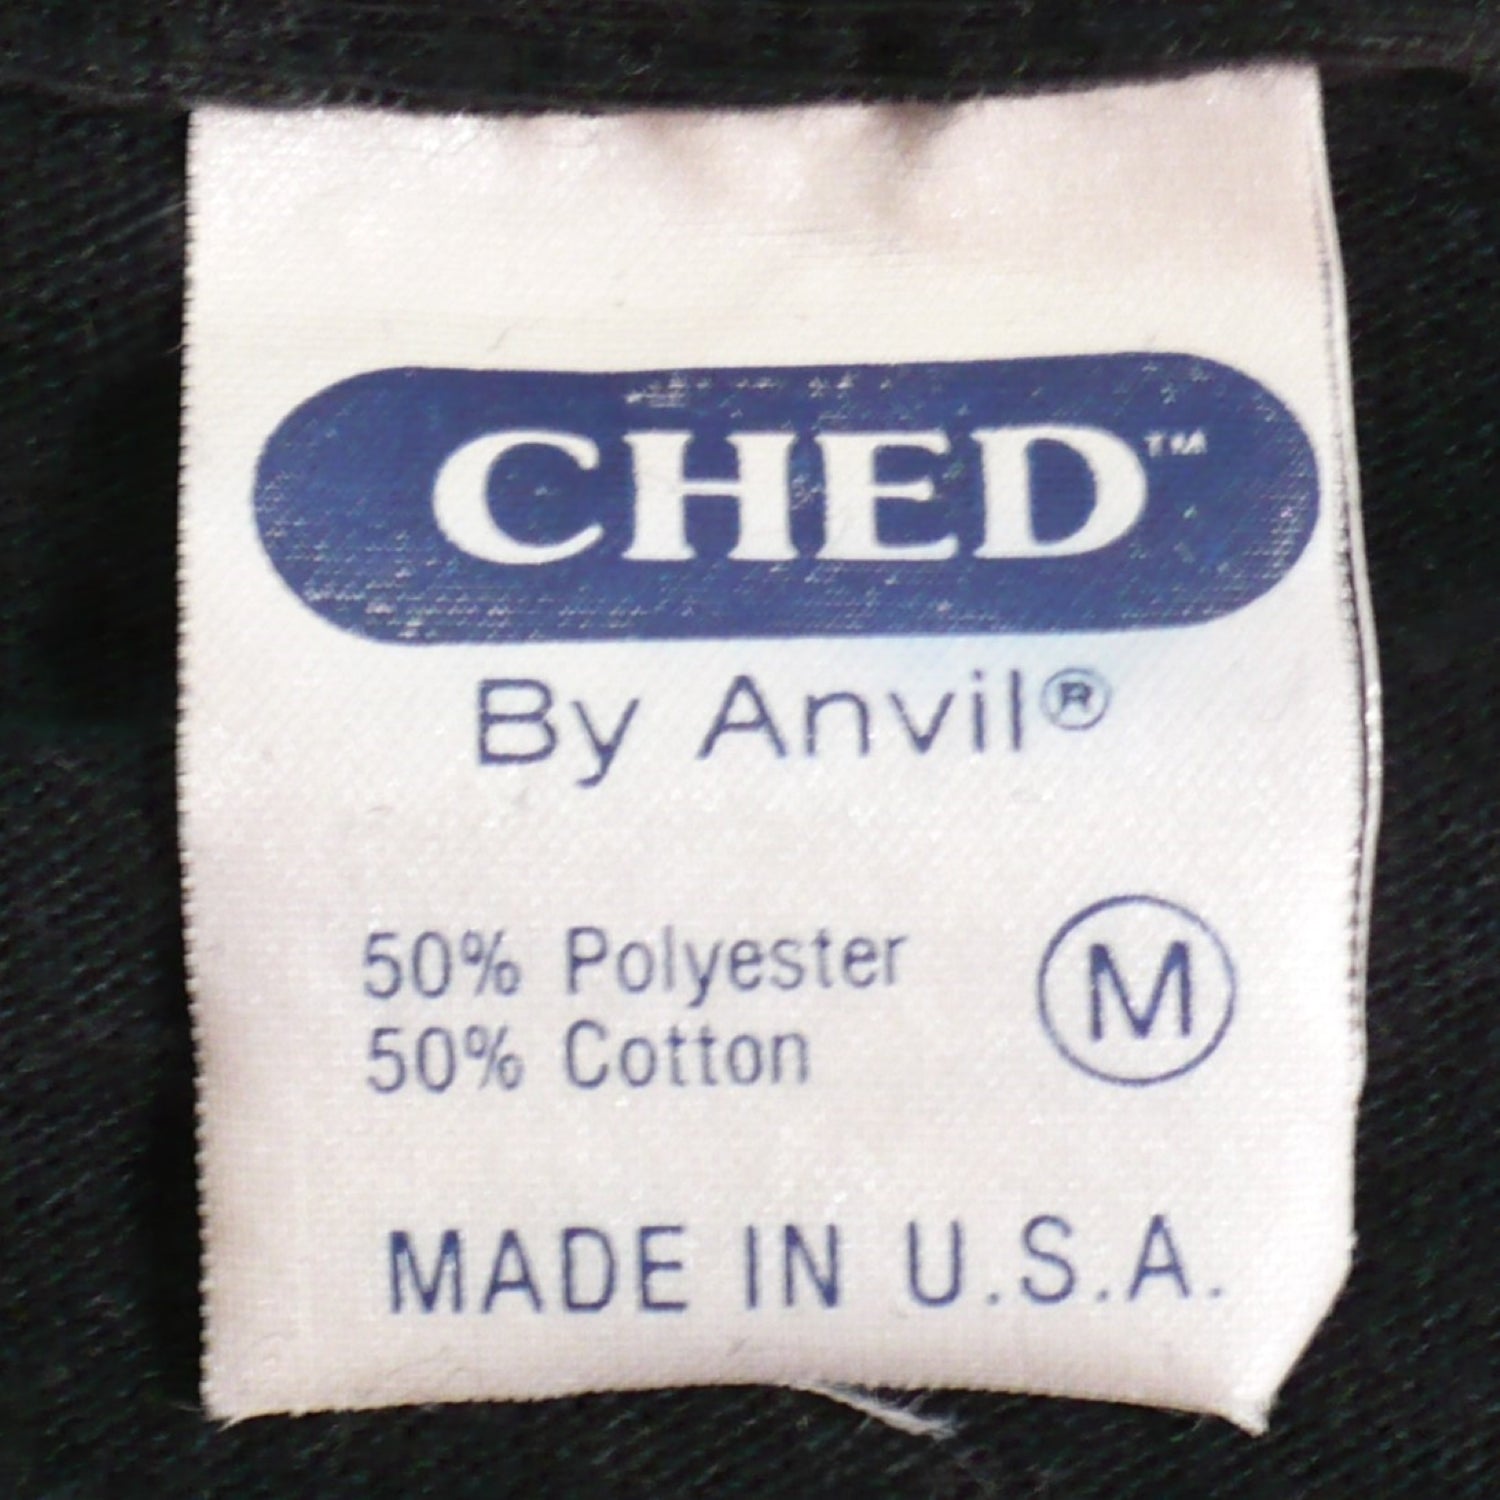 CHED™
By Anvil®
50% Polyester
50% Cotton
M
MADE IN U.S.A.